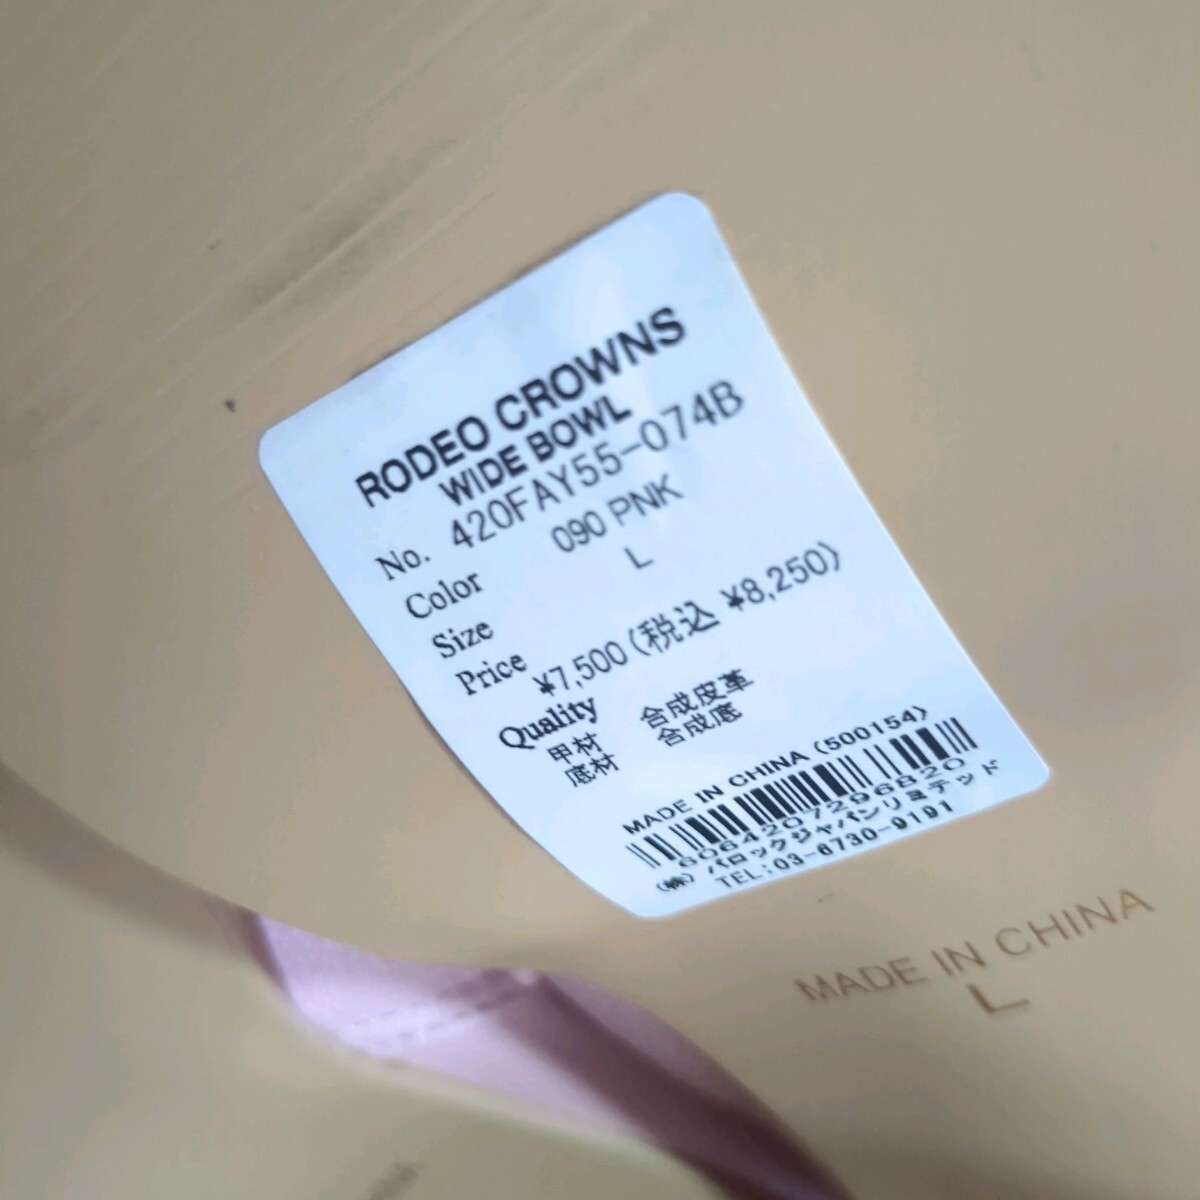 RODEO CROWNS
WIDE BOWL
No. 420FAY55-074B
Color 090 PNK
Size L
Price ¥7,500(税込 ¥8,250)
Quality
甲材 合成皮革
底材 合成底
MADE IN CHINA (500154)
6064207296820
(株) バロックジャパンリミテッド
TEL:03-6730-9191
MADE IN CHINA
L